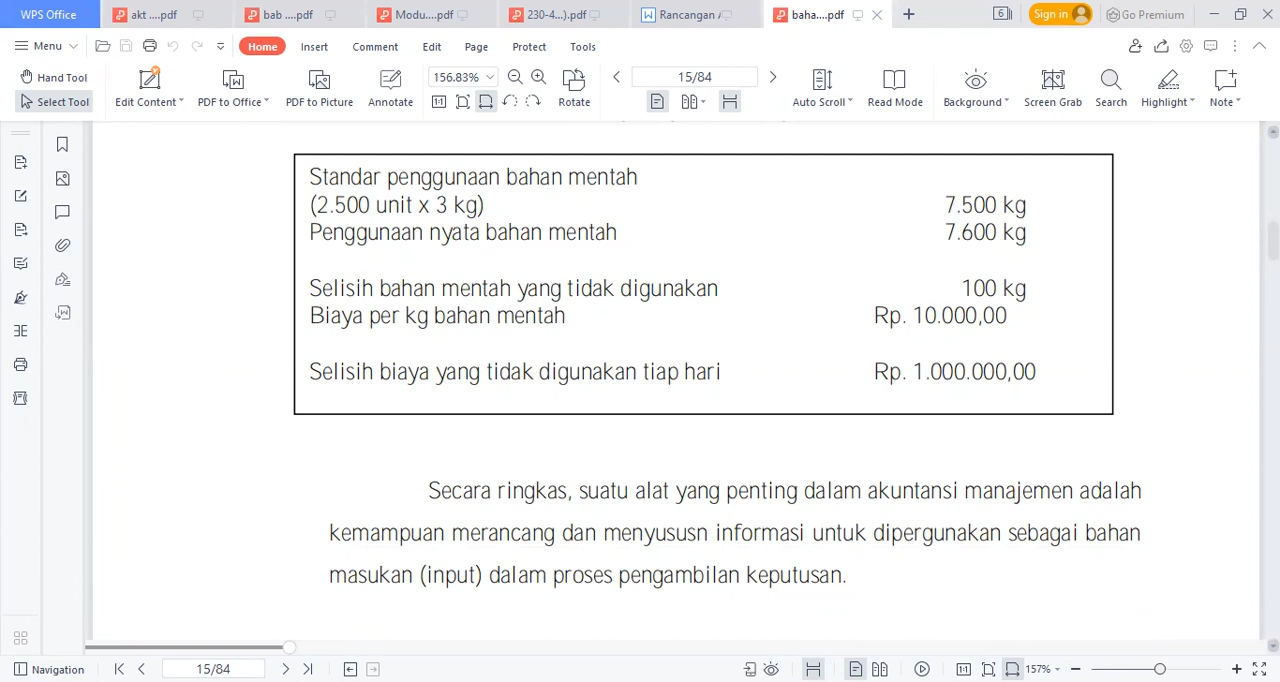 WPS Office akt ....pdf bab ....pdf Modu....pdf 230-4...).pdf Rancangan baha....pdf 6 Sign in Go Premium
Menu Home Insert Comment Edit Page Protect Tools
Hand Tool 156.83% 15/84
Select Tool Edit Content PDF to Office PDF to Picture Annotate Rotate Auto Scroll Read Mode Background Screen Grab Search Highlight Note
Standar penggunaan bahan mentah
(2.500 unit x 3 kg) 7.500 kg
Penggunaan nyata bahan mentah 7.600 kg
Selisih bahan mentah yang tidak digunakan 100 kg
Biaya per kg bahan mentah Rp. 10.000,00
Selisih biaya yang tidak digunakan tiap hari Rp. 1.000.000,00
Secara ringkas, suatu alat yang penting dalam akuntansi manajemen adalah
kemampuan merancang dan menyususn informasi untuk dipergunakan sebagai bahan
masukan (input) dalam proses pengambilan keputusan.
Navigation 15/84 157%